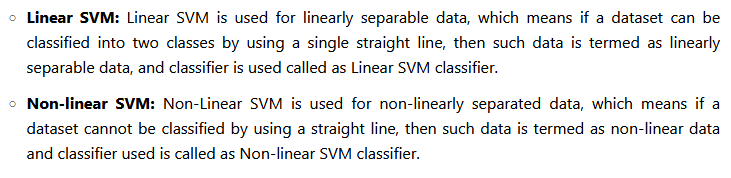 ○ Linear SVM: Linear SVM is used for linearly separable data, which means if a dataset can be
classified into two classes by using a single straight line, then such data is termed as linearly
separable data, and classifier is used called as Linear SVM classifier.
○ Non-linear SVM: Non-Linear SVM is used for non-linearly separated data, which means if a
dataset cannot be classified by using a straight line, then such data is termed as non-linear data
and classifier used is called as Non-linear SVM classifier.